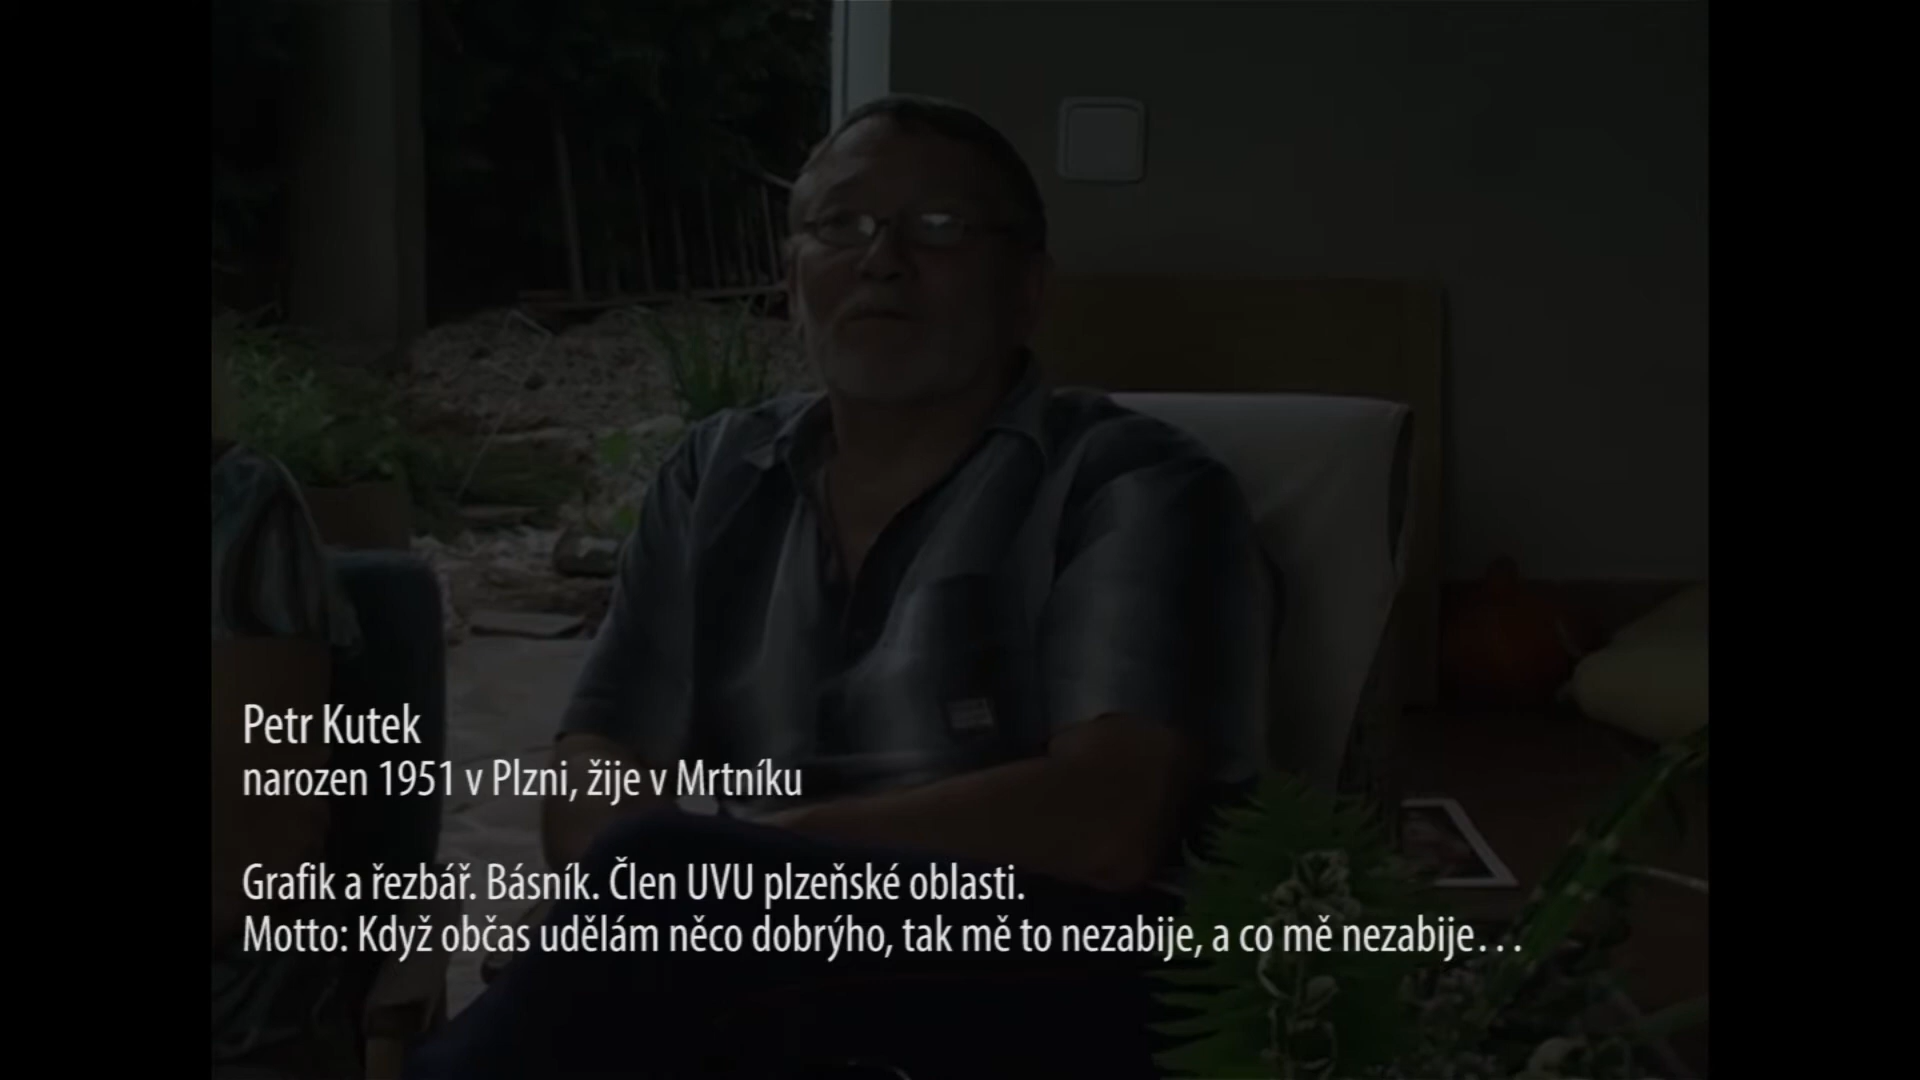 Petr Kutek
narozen 1951 v Plzni, žije v Mrtníku
Grafik a řezbář. Básník. Člen UVU plzeňské oblasti.
Motto: Když občas udělám něco dobrýho, tak mě to nezabije, a co mě nezabije…